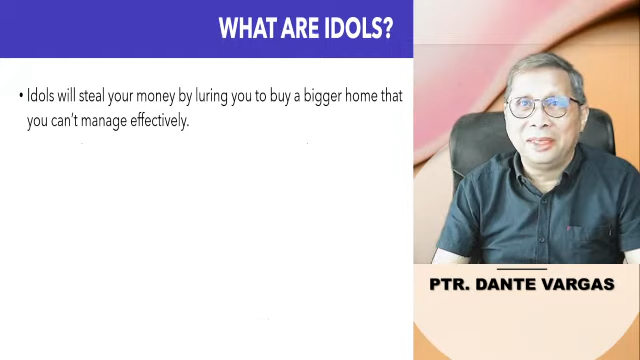 WHAT ARE IDOLS?
• Idols will steal your money by luring you to buy a bigger home that
you can't manage effectively.
PTR. DANTE VARGAS